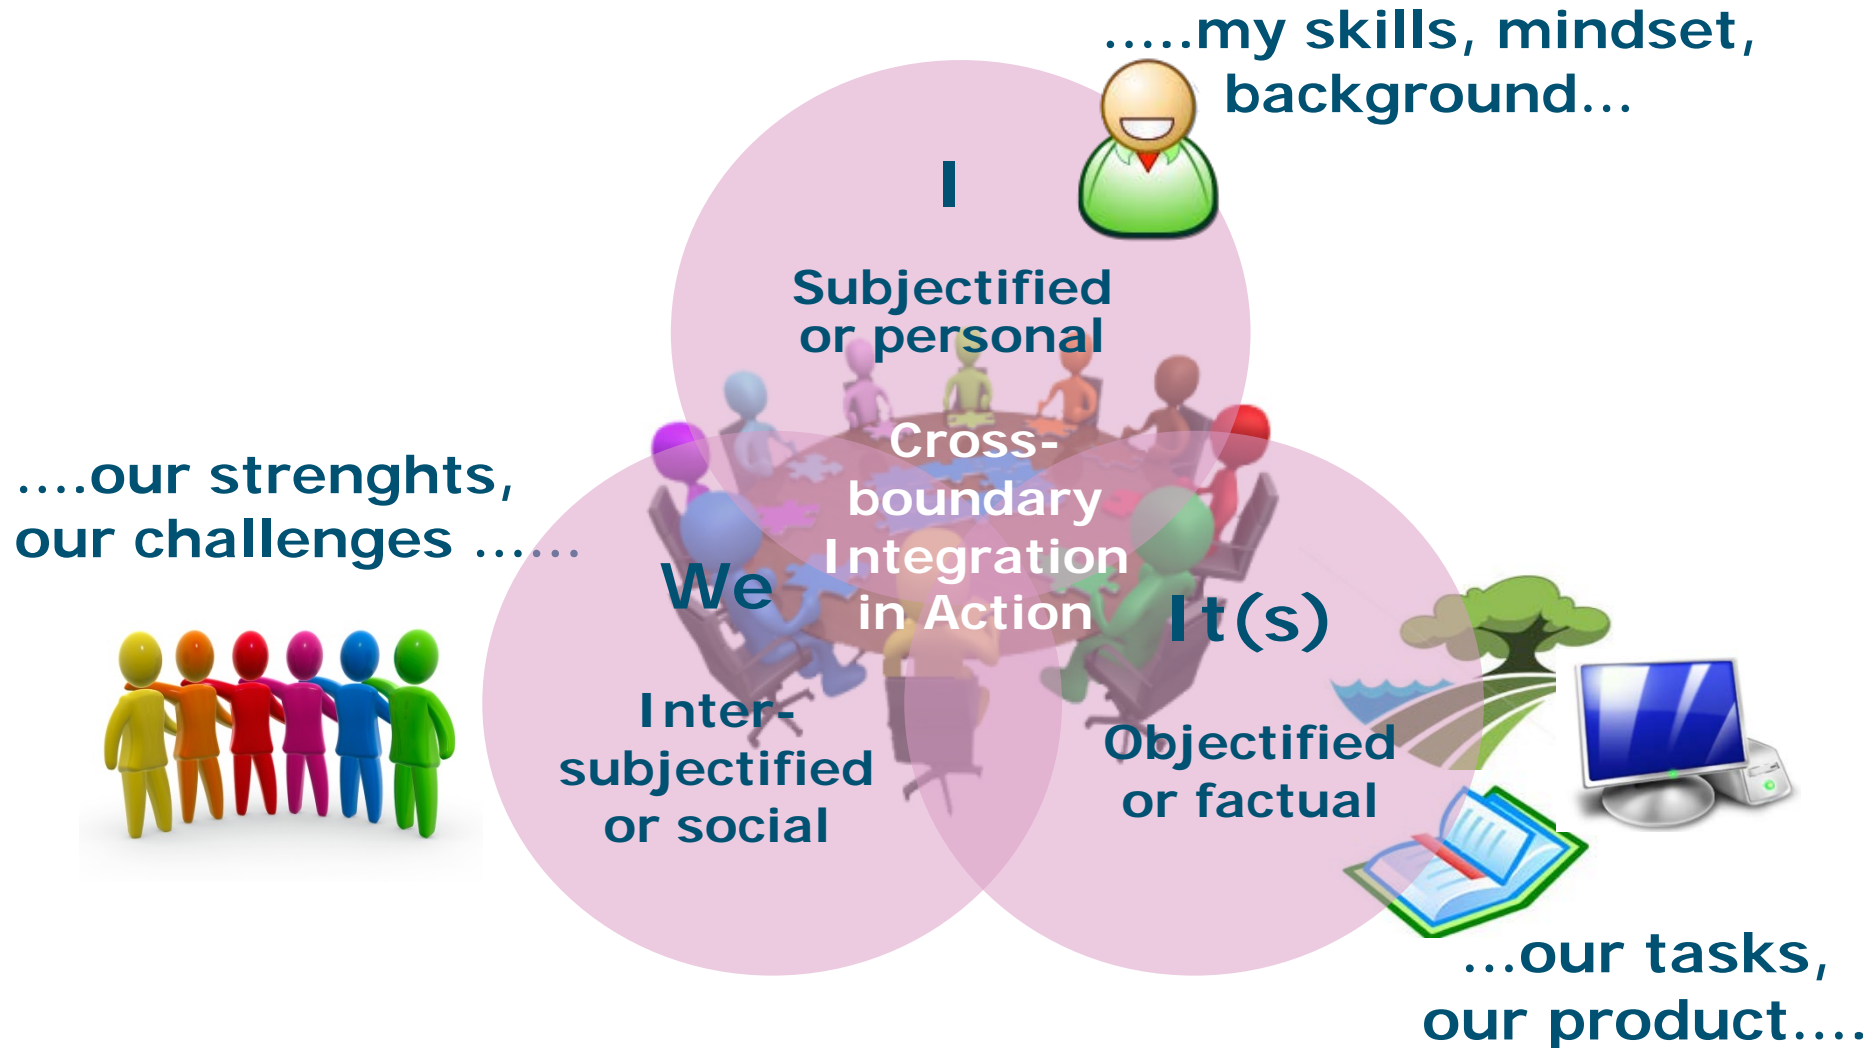 .....my skills, mindset,
background...
I
Subjectified
or personal
Cross-
boundary
Integration
in Action
....our strenghts,
our challenges ......
We
Inter-
subjectified
or social
It(s)
Objectified
or factual
...our tasks,
our product....